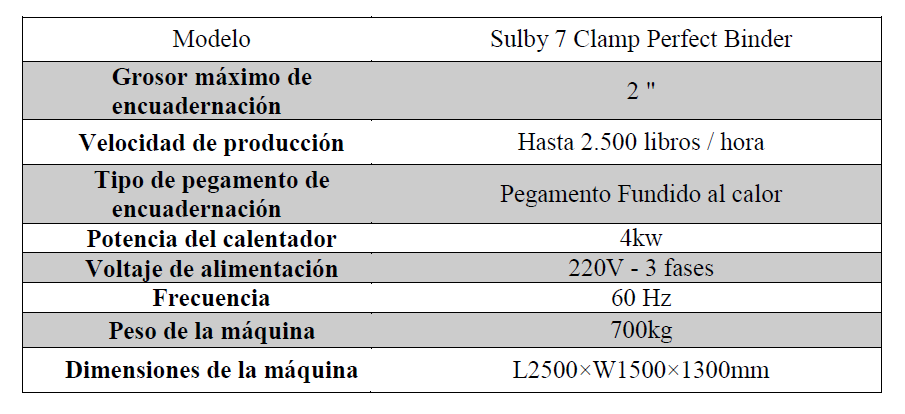 Modelo Sulby 7 Clamp Perfect Binder
Grosor máximo de
encuadernación
2 "
Velocidad de producción Hasta 2.500 libros / hora
Tipo de pegamento de
encuadernación
Pegamento Fundido al calor
Potencia del calentador 4kw
Voltaje de alimentación 220V - 3 fases
Frecuencia 60 Hz
Peso de la máquina 700kg
Dimensiones de la máquina L2500×W1500×1300mm